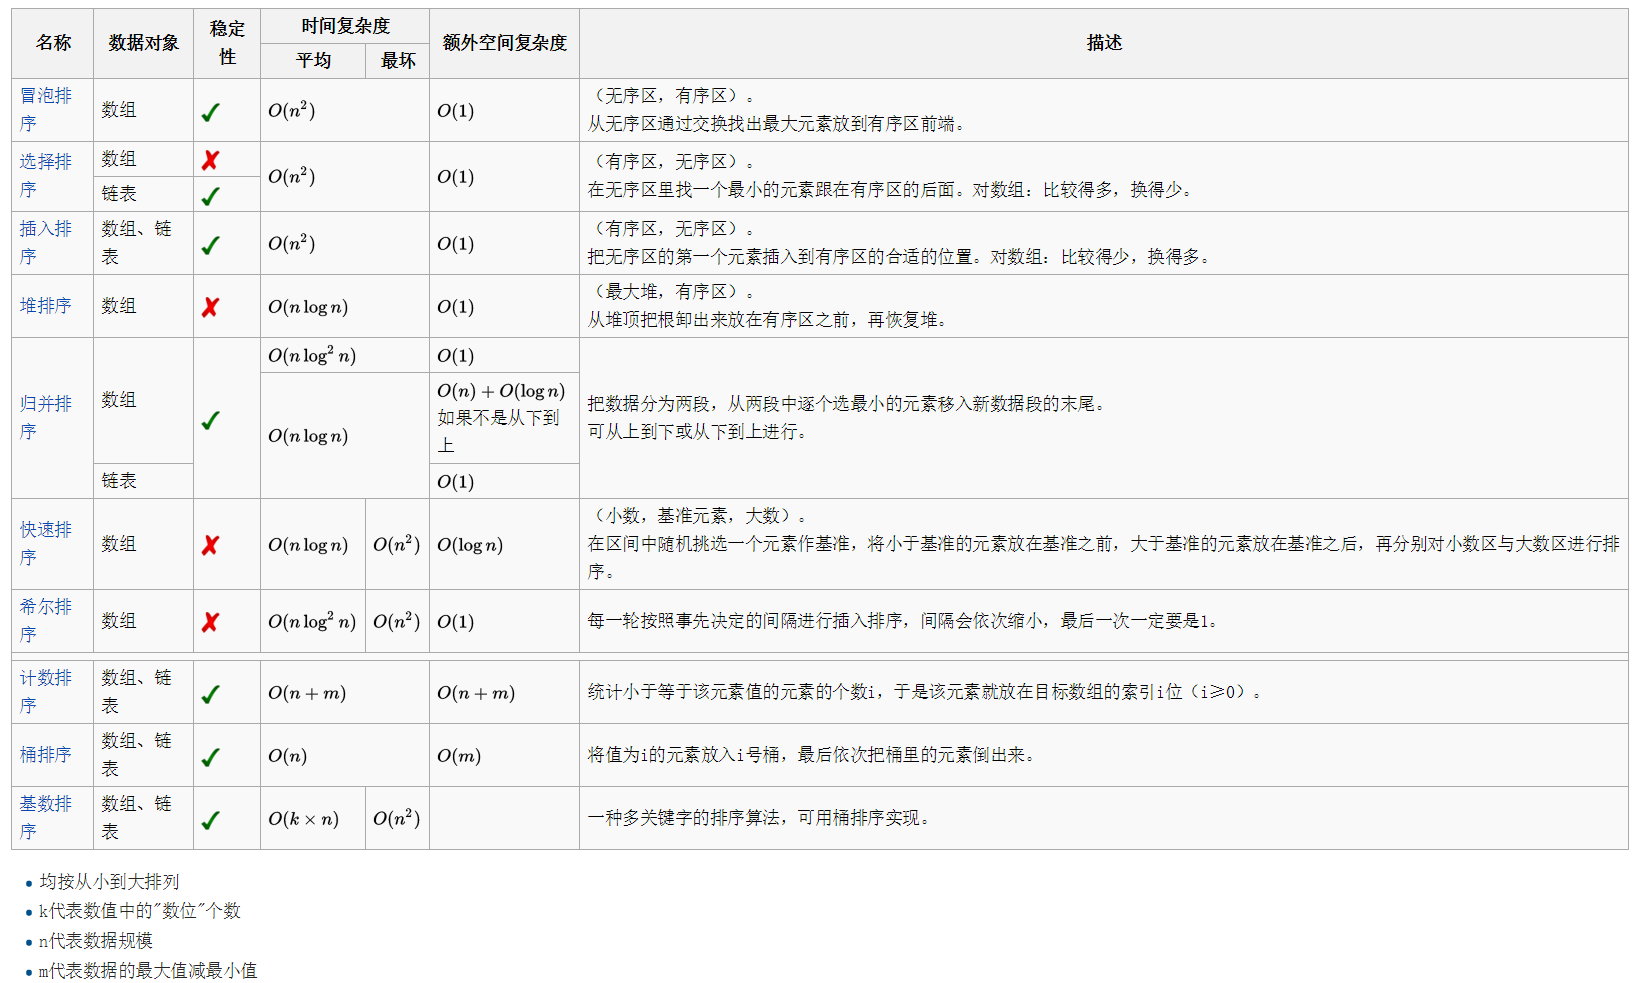 名称 数据对象 稳定性 时间复杂度 额外空间复杂度 描述
平均 最坏
冒泡排序 数组 ✓ O(n²) O(1) （无序区，有序区）。
从无序区通过交换找出最大元素放到有序区前端。
选择排序 数组 ✗ O(n²) O(1) （有序区，无序区）。
链表 ✓ 在无序区里找一个最小的元素跟在有序区的后面。对数组：比较得多，换得少。
插入排序 数组、链表 ✓ O(n²) O(1) （有序区，无序区）。
把无序区的第一个元素插入到有序区的合适的位置。对数组：比较得少，换得多。
堆排序 数组 ✗ O(n log n) O(1) （最大堆，有序区）。
从堆顶把根卸出来放在有序区之前，再恢复堆。
归并排序 数组 ✓ O(n log² n) O(1)
O(n log n) O(n) + O(log n)
如果不是从下到上
把数据分为两段，从两段中逐个选最小的元素移入新数据段的末尾。
可从上到下或从下到上进行。
链表 O(1)
快速排序 数组 ✗ O(n log n) O(n²) O(log n) （小数，基准元素，大数）。
在区间中随机挑选一个元素作基准，将小于基准的元素放在基准之前，大于基准的元素放在基准之后，再分别对小数区与大数区进行排
序。
希尔排序 数组 ✗ O(n log² n) O(n²) O(1) 每一轮按照事先决定的间隔进行插入排序，间隔会依次缩小，最后一次一定要是1。
计数排序 数组、链表 ✓ O(n + m) O(n + m) 统计小于等于该元素值的元素的个数i，于是该元素就放在目标数组的索引i位（i≥0）。
桶排序 数组、链表 ✓ O(n) O(m) 将值为i的元素放入i号桶，最后依次把桶里的元素倒出来。
基数排序 数组、链表 ✓ O(k × n) O(n²) 一种多关键字的排序算法，可用桶排序实现。
• 均按从小到大排列
• k代表数值中的"数位"个数
• n代表数据规模
• m代表数据的最大值减最小值